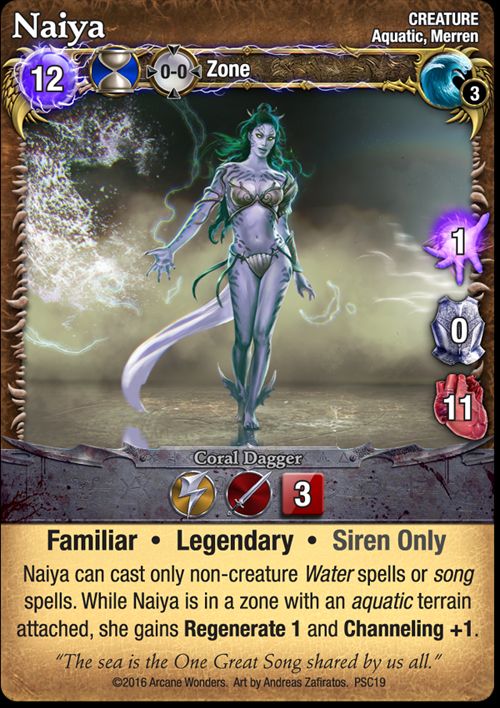 Naiya
CREATURE
Aquatic, Merren
12
0-0
Zone
3
1
0
11
Coral Dagger
3
Familiar • Legendary • Siren Only
Naiya can cast only non-creature Water spells or song
spells. While Naiya is in a zone with an aquatic terrain
attached, she gains Regenerate 1 and Channeling +1.
“The sea is the One Great Song shared by us all.”
©2016 Arcane Wonders. Art by Andreas Zafiratos. PSC19